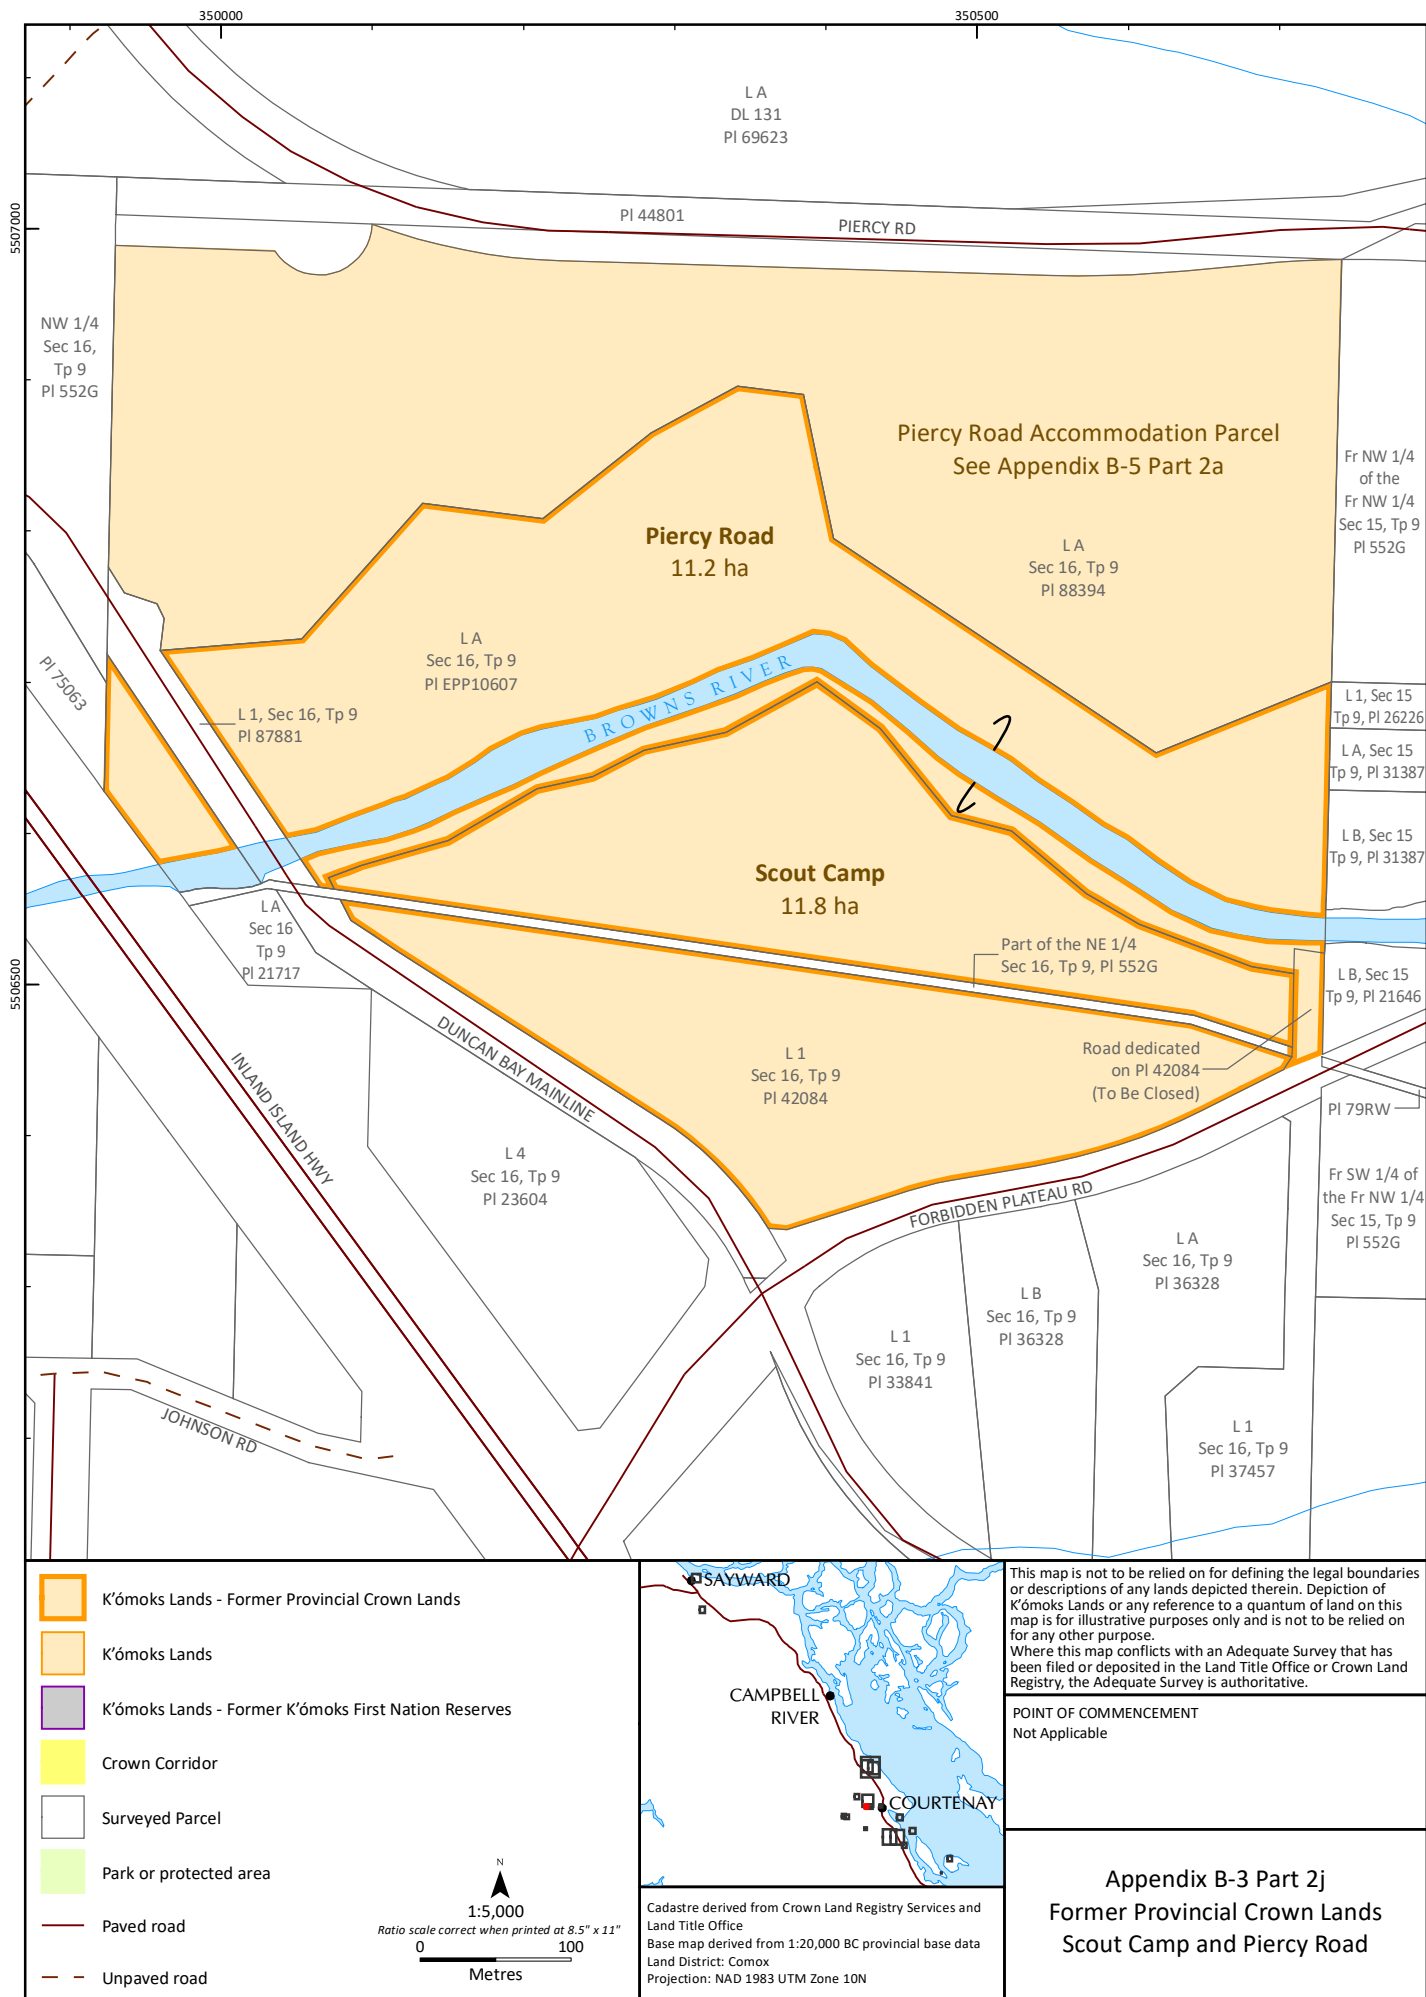 350000
350500
5507000
5506500
L A
DL 131
Pl 69623
Pl 44801
PIERCY RD
NW 1/4
Sec 16,
Tp 9
Pl 552G
Piercy Road Accommodation Parcel
See Appendix B-5 Part 2a
Fr NW 1/4
of the
Fr NW 1/4
Sec 15, Tp 9
Pl 552G
Piercy Road
11.2 ha
L A
Sec 16, Tp 9
Pl 88394
L A
Sec 16, Tp 9
Pl EPP10607
Pl 75063
L 1, Sec 16, Tp 9
Pl 87881
BROWNS RIVER
L 1, Sec 15
Tp 9, Pl 26226
L A, Sec 15
Tp 9, Pl 31387
L B, Sec 15
Tp 9, Pl 31387
Scout Camp
11.8 ha
L A
Sec 16
Tp 9
Pl 21717
Part of the NE 1/4
Sec 16, Tp 9, Pl 552G
L B, Sec 15
Tp 9, Pl 21646
DUNCAN BAY MAINLINE
INLAND ISLAND HWY
L 1
Sec 16, Tp 9
Pl 42084
Road dedicated
on Pl 42084
(To Be Closed)
Pl 79RW
L 4
Sec 16, Tp 9
Pl 23604
FORBIDDEN PLATEAU RD
Fr SW 1/4 of
the Fr NW 1/4
Sec 15, Tp 9
Pl 552G
L A
Sec 16, Tp 9
Pl 36328
L B
Sec 16, Tp 9
Pl 36328
L 1
Sec 16, Tp 9
Pl 33841
JOHNSON RD
L 1
Sec 16, Tp 9
Pl 37457
K'ómoks Lands - Former Provincial Crown Lands
K'ómoks Lands
K'ómoks Lands - Former K'ómoks First Nation Reserves
Crown Corridor
Surveyed Parcel
Park or protected area
Paved road
Unpaved road
N
1:5,000
Ratio scale correct when printed at 8.5" x 11"
0 100
Metres
SAYWARD
CAMPBELL
RIVER
COURTENAY
Cadastre derived from Crown Land Registry Services and
Land Title Office
Base map derived from 1:20,000 BC provincial base data
Land District: Comox
Projection: NAD 1983 UTM Zone 10N
This map is not to be relied on for defining the legal boundaries
or descriptions of any lands depicted therein. Depiction of
K'ómoks Lands or any reference to a quantum of land on this
map is for illustrative purposes only and is not to be relied on
for any other purpose.
Where this map conflicts with an Adequate Survey that has
been filed or deposited in the Land Title Office or Crown Land
Registry, the Adequate Survey is authoritative.
POINT OF COMMENCEMENT
Not Applicable
Appendix B-3 Part 2j
Former Provincial Crown Lands
Scout Camp and Piercy Road